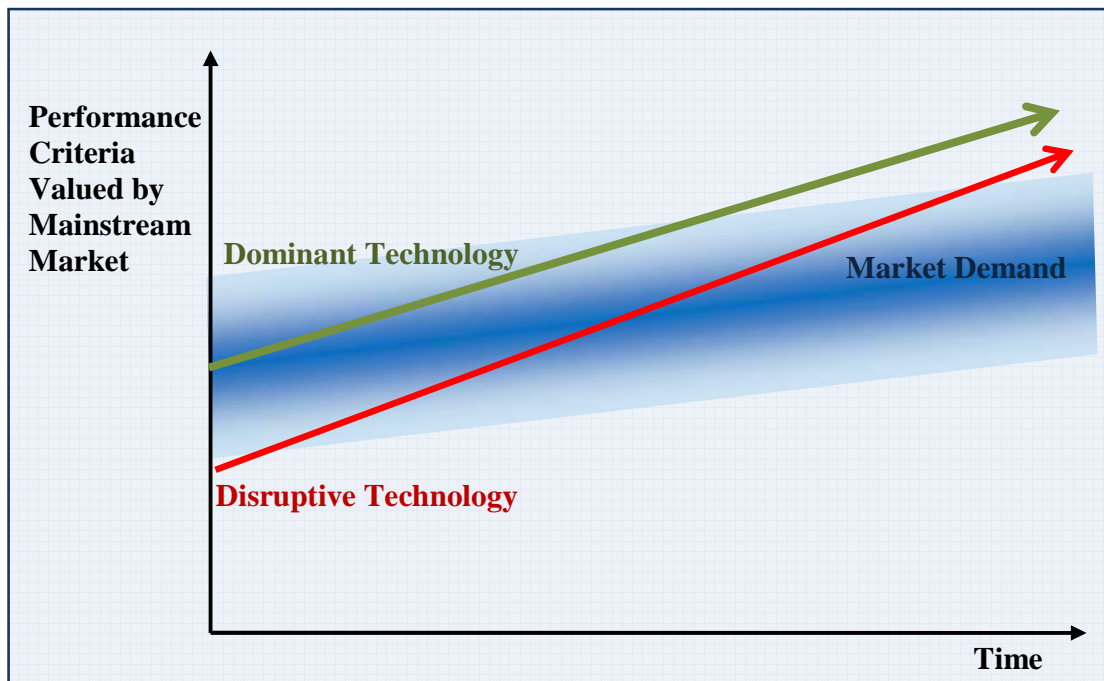 Performance
Criteria
Valued by
Mainstream
Market
Dominant Technology
Market Demand
Disruptive Technology
Time